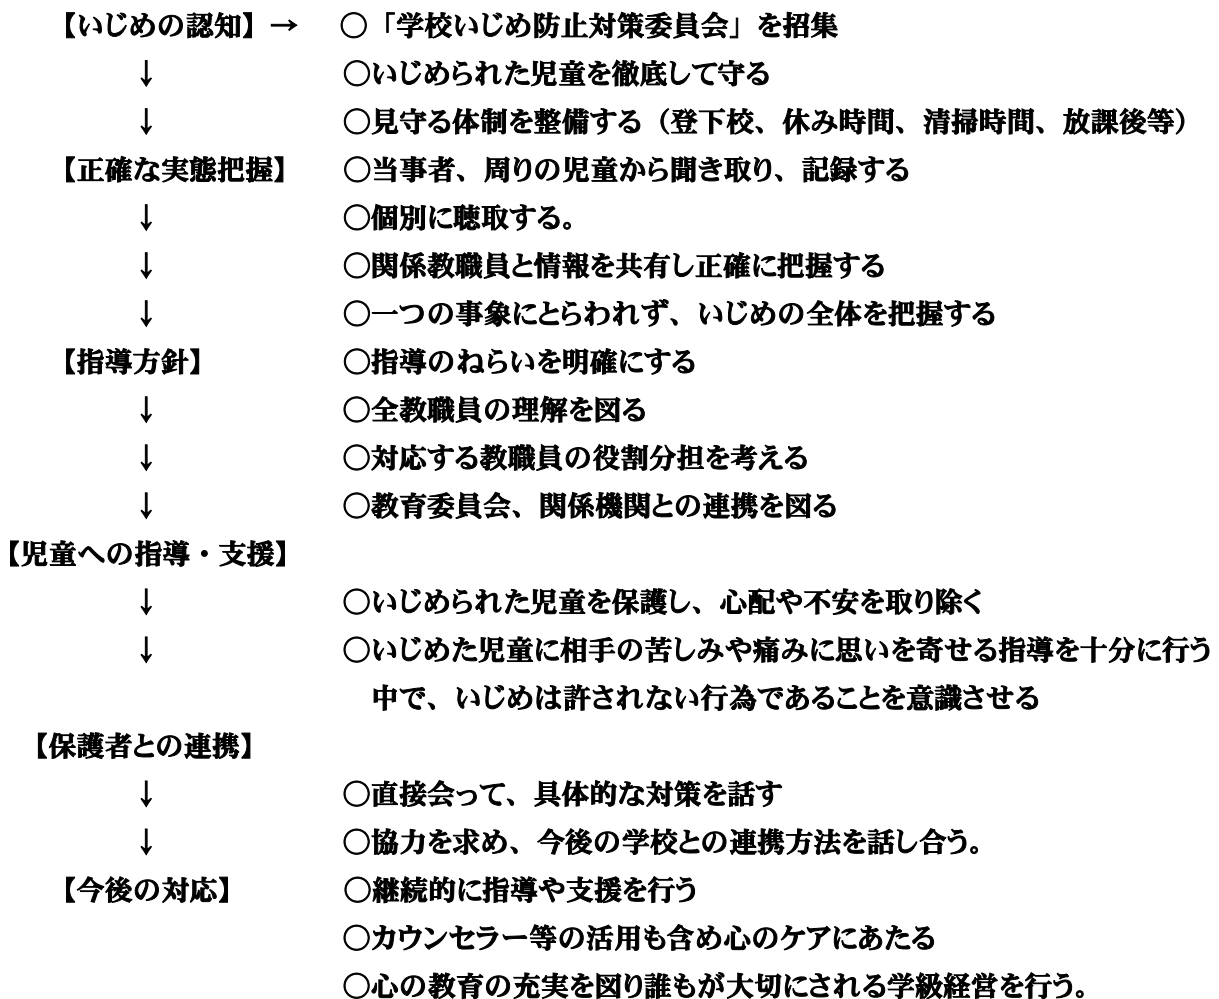 【いじめの認知】→ ○「学校いじめ防止対策委員会」を招集
↓ ○いじめられた児童を徹底して守る
↓ ○見守る体制を整備する（登下校、休み時間、清掃時間、放課後等）
【正確な実態把握】 ○当事者、周りの児童から聞き取り、記録する
↓ ○個別に聴取する。
↓ ○関係教職員と情報を共有し正確に把握する
↓ ○一つの事象にとらわれず、いじめの全体を把握する
【指導方針】 ○指導のねらいを明確にする
↓ ○全教職員の理解を図る
↓ ○対応する教職員の役割分担を考える
↓ ○教育委員会、関係機関との連携を図る
【児童への指導・支援】
↓ ○いじめられた児童を保護し、心配や不安を取り除く
↓ ○いじめた児童に相手の苦しみや痛みに思いを寄せる指導を十分に行う
中で、いじめは許されない行為であることを意識させる
【保護者との連携】
↓ ○直接会って、具体的な対策を話す
↓ ○協力を求め、今後の学校との連携方法を話し合う。
【今後の対応】 ○継続的に指導や支援を行う
○カウンセラー等の活用も含め心のケアにあたる
○心の教育の充実を図り誰もが大切にされる学級経営を行う。